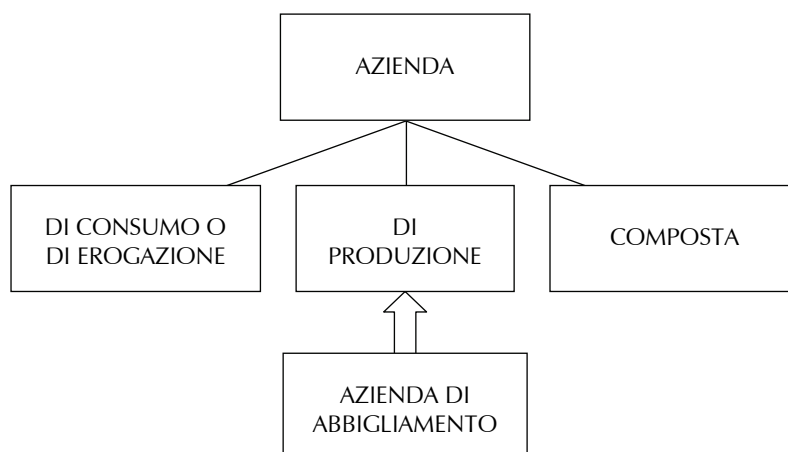 AZIENDA
DI CONSUMO O
DI EROGAZIONE
DI
PRODUZIONE
COMPOSTA
AZIENDA DI
ABBIGLIAMENTO